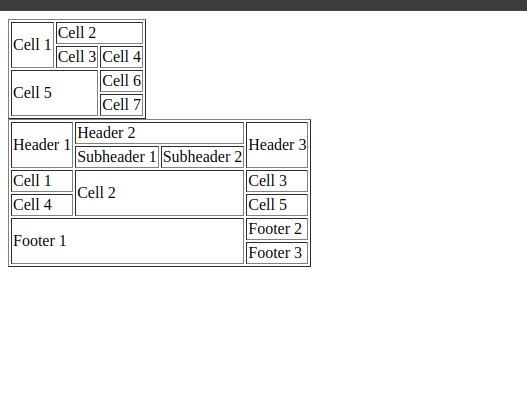 Cell 1
Cell 2
Cell 3
Cell 4
Cell 5
Cell 6
Cell 7
Header 1
Header 2
Header 3
Subheader 1
Subheader 2
Cell 1
Cell 2
Cell 3
Cell 4
Cell 5
Footer 1
Footer 2
Footer 3